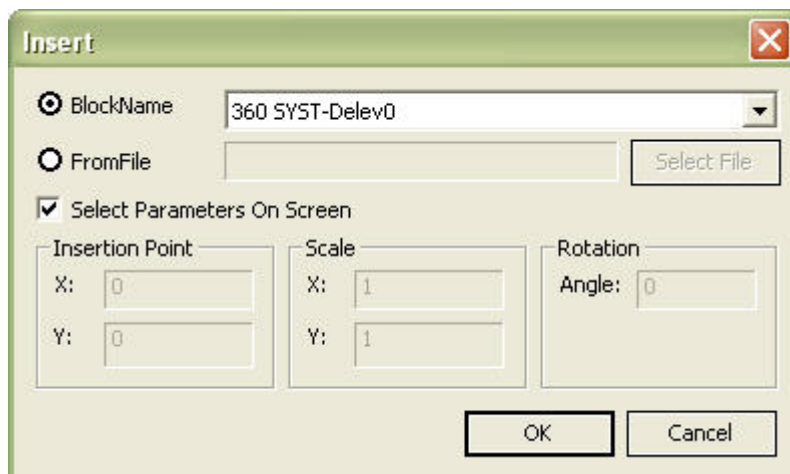 Insert
BlockName 360 SYST-Delev0
FromFile Select File
Select Parameters On Screen
Insertion Point Scale Rotation
X: 0 X: 1 Angle: 0
Y: 0 Y: 1
OK Cancel